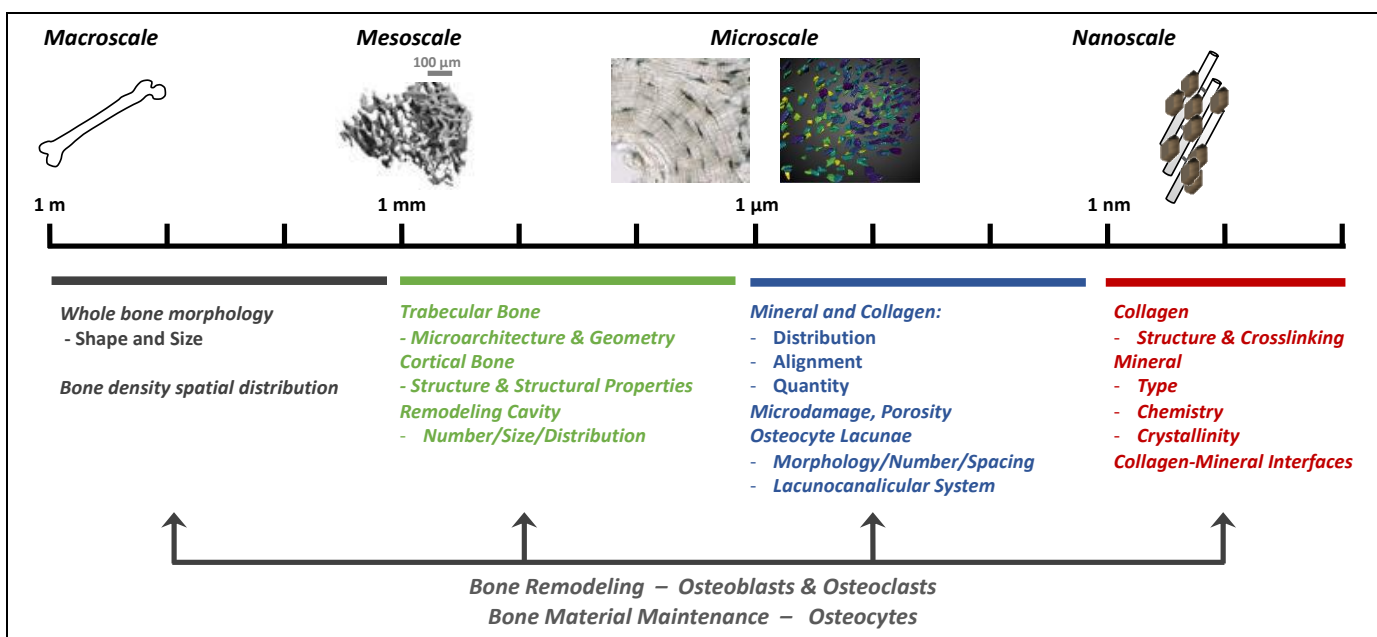 Macroscale
Mesoscale
Microscale
Nanoscale
100 µm
1 m
1 mm
1 µm
1 nm
Whole bone morphology
- Shape and Size
Bone density spatial distribution
Trabecular Bone
- Microarchitecture & Geometry
Cortical Bone
- Structure & Structural Properties
Remodeling Cavity
- Number/Size/Distribution
Mineral and Collagen:
- Distribution
- Alignment
- Quantity
Microdamage, Porosity
Osteocyte Lacunae
- Morphology/Number/Spacing
- Lacunocanalicular System
Collagen
- Structure & Crosslinking
Mineral
- Type
- Chemistry
- Crystallinity
Collagen-Mineral Interfaces
Bone Remodeling – Osteoblasts & Osteoclasts
Bone Material Maintenance – Osteocytes